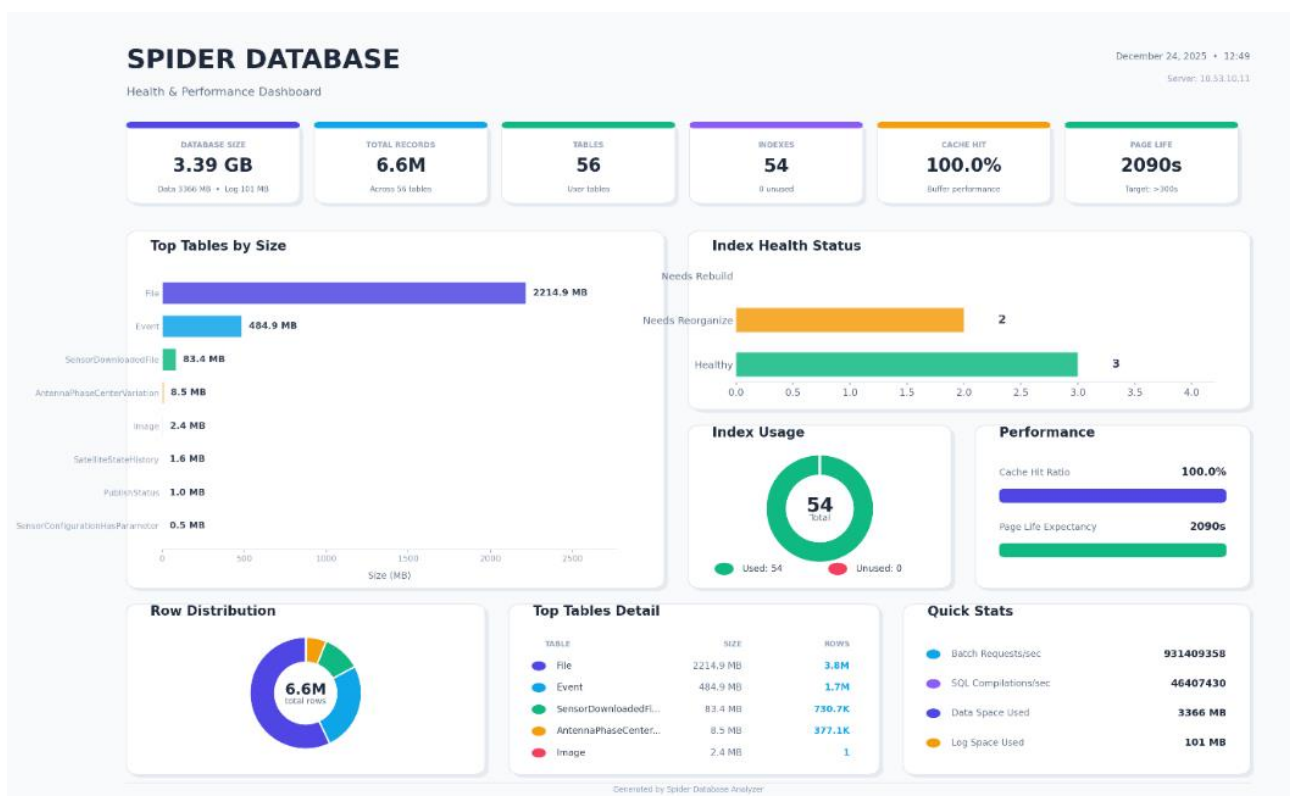 SPIDER DATABASE
December 24, 2025 • 12:49
Health & Performance Dashboard
Server: 10.53.10.11
DATABASE SIZE
3.39 GB
Data 3366 MB • Log 101 MB
TOTAL RECORDS
6.6M
Across 56 tables
TABLES
56
User tables
INDEXES
54
0 unused
CACHE HIT
100.0%
Buffer performance
PAGE LIFE
2090s
Target: >300s
Top Tables by Size
File 2214.9 MB
Event 484.9 MB
SensorDownloadedFile 83.4 MB
AntennaPhaseCenterVariation 8.5 MB
Image 2.4 MB
SatelliteStateHistory 1.6 MB
PublishStatus 1.0 MB
SensorConfigurationHasParameter 0.5 MB
0 500 1000 1500 2000 2500
Size (MB)
Index Health Status
Needs Rebuild
Needs Reorganize 2
Healthy 3
0.0 0.5 1.0 1.5 2.0 2.5 3.0 3.5 4.0
Index Usage
54
Total
Used: 54 Unused: 0
Performance
Cache Hit Ratio 100.0%
Page Life Expectancy 2090s
Row Distribution
6.6M
total rows
Top Tables Detail
TABLE SIZE ROWS
File 2214.9 MB 3.8M
Event 484.9 MB 1.7M
SensorDownloadedFi... 83.4 MB 730.7K
AntennaPhaseCenter... 8.5 MB 377.1K
Image 2.4 MB 1
Quick Stats
Batch Requests/sec 931409358
SQL Compilations/sec 46407430
Data Space Used 3366 MB
Log Space Used 101 MB
Generated by Spider Database Analyzer